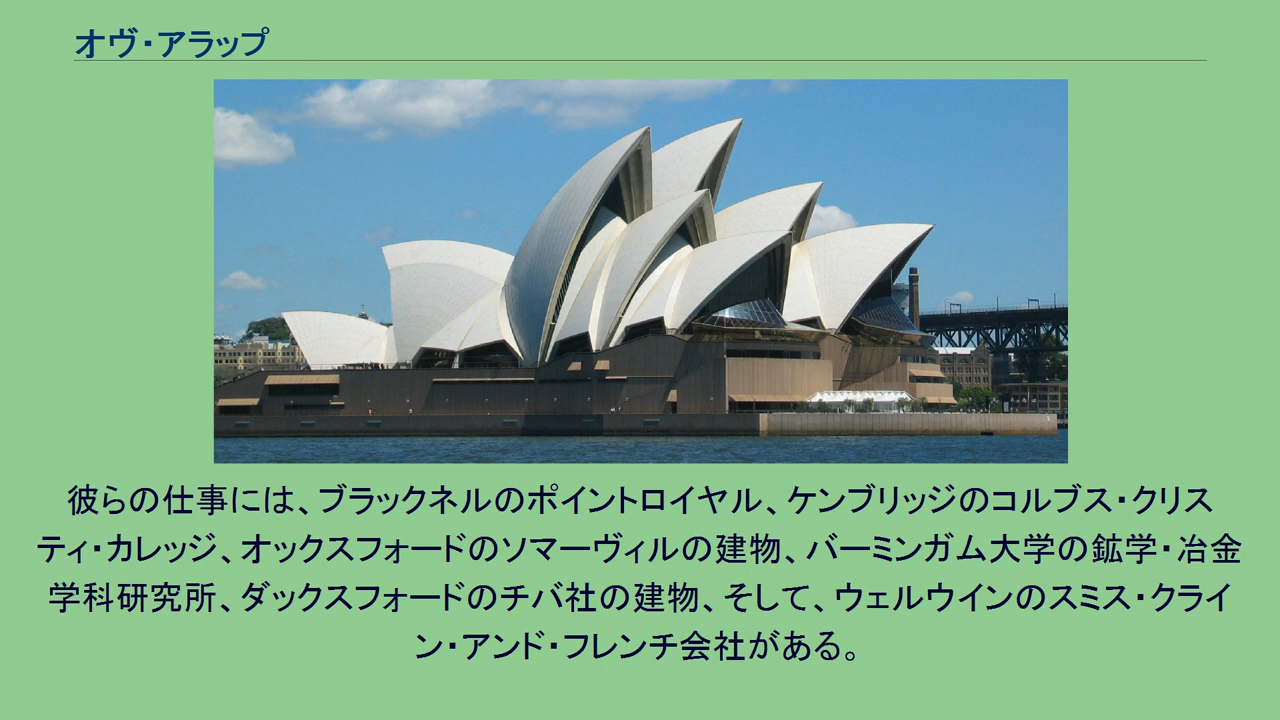 オヴ・アラップ
彼らの仕事には、ブラックネルのポイントロイヤル、ケンブリッジのコルブス・クリス
ティ・カレッジ、オックスフォードのソマーヴィルの建物、バーミンガム大学の鉱学・冶金
学科研究所、ダックスフォードのチバ社の建物、そして、ウェルウインのスミス・クライ
ン・アンド・フレンチ会社がある。